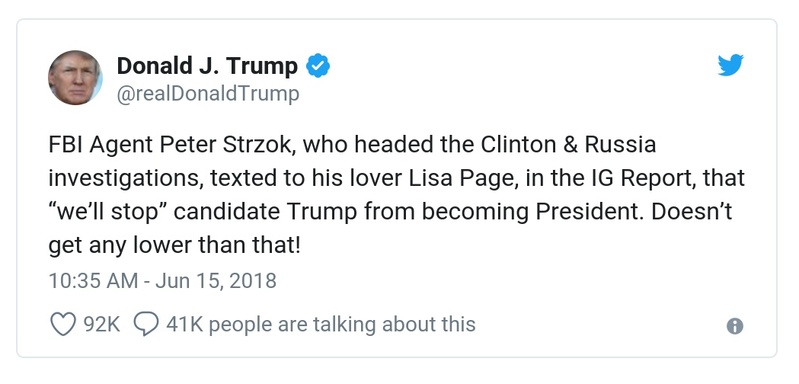 Donald J. Trump
@realDonaldTrump
FBI Agent Peter Strzok, who headed the Clinton & Russia
investigations, texted to his lover Lisa Page, in the IG Report, that
“we’ll stop” candidate Trump from becoming President. Doesn’t
get any lower than that!
10:35 AM - Jun 15, 2018
92K 41K people are talking about this